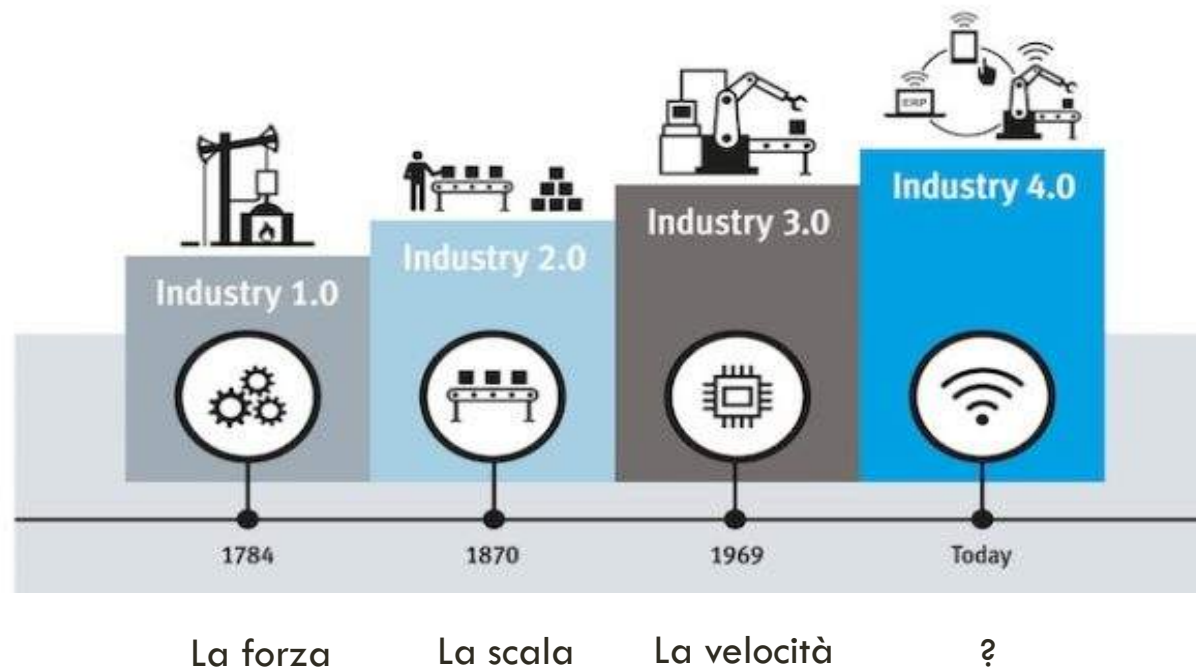 ERP
Industry 1.0
Industry 2.0
Industry 3.0
Industry 4.0
1784
1870
1969
Today
La forza
La scala
La velocità
?